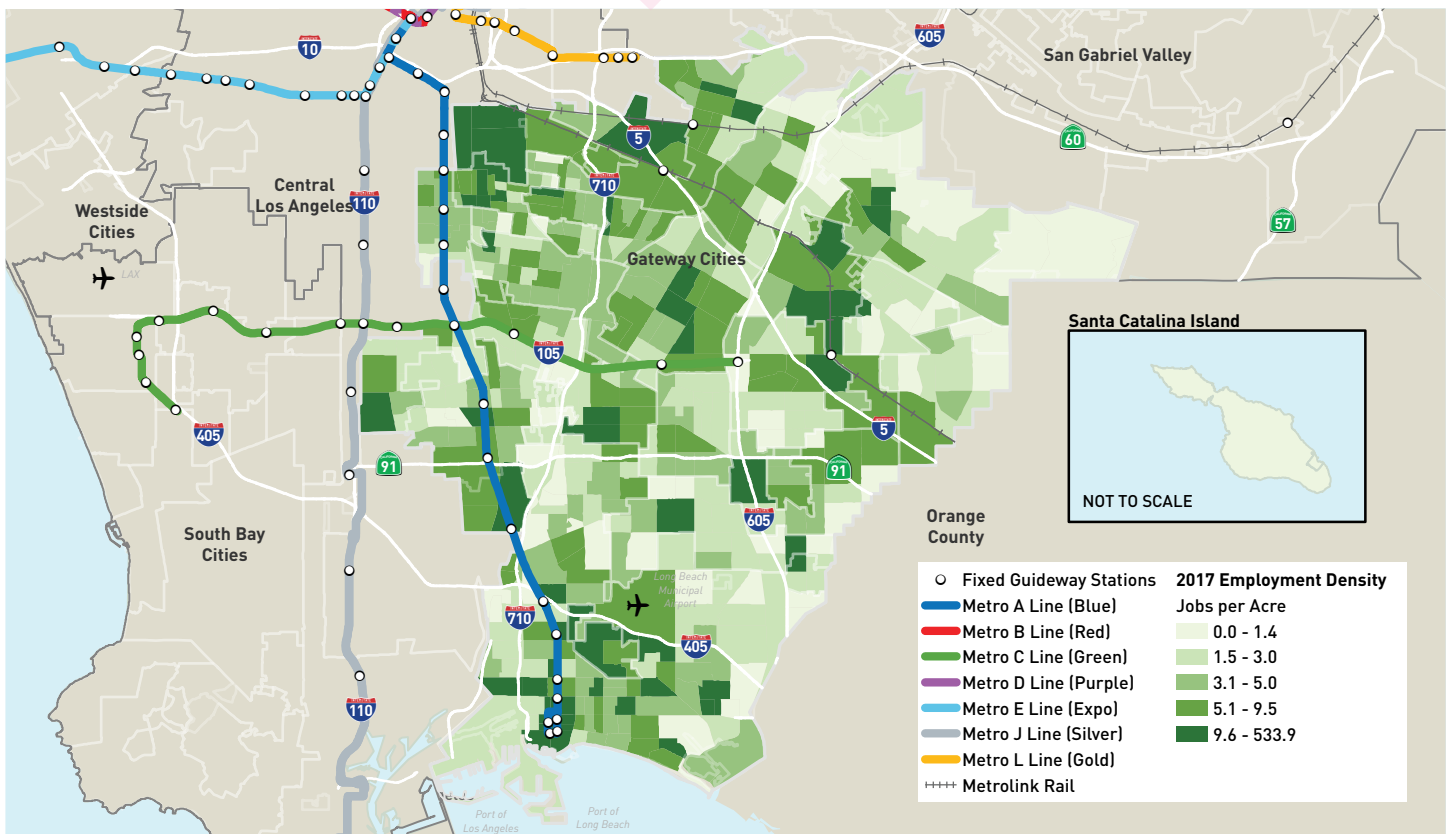 10
605
San Gabriel Valley
60
5
710
Central
Los Angeles
110
Westside
Cities
57
LAX
Gateway Cities
Santa Catalina Island
105
405
5
91
91
NOT TO SCALE
605
Orange
County
South Bay
Cities
Long Beach
Municipal
Airport
710
405
110
Port of
Los Angeles
Port of
Long Beach
Fixed Guideway Stations
Metro A Line (Blue)
Metro B Line (Red)
Metro C Line (Green)
Metro D Line (Purple)
Metro E Line (Expo)
Metro J Line (Silver)
Metro L Line (Gold)
Metrolink Rail
2017 Employment Density
Jobs per Acre
0.0 - 1.4
1.5 - 3.0
3.1 - 5.0
5.1 - 9.5
9.6 - 533.9